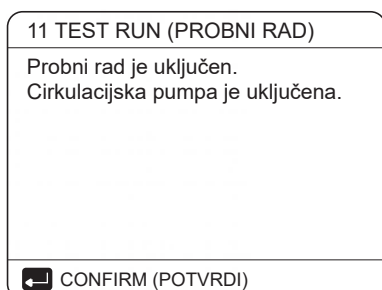 11 TEST RUN (PROBNI RAD)
Probni rad je uključen.
Cirkulacijska pumpa je uključena.
CONFIRM (POTVRDI)